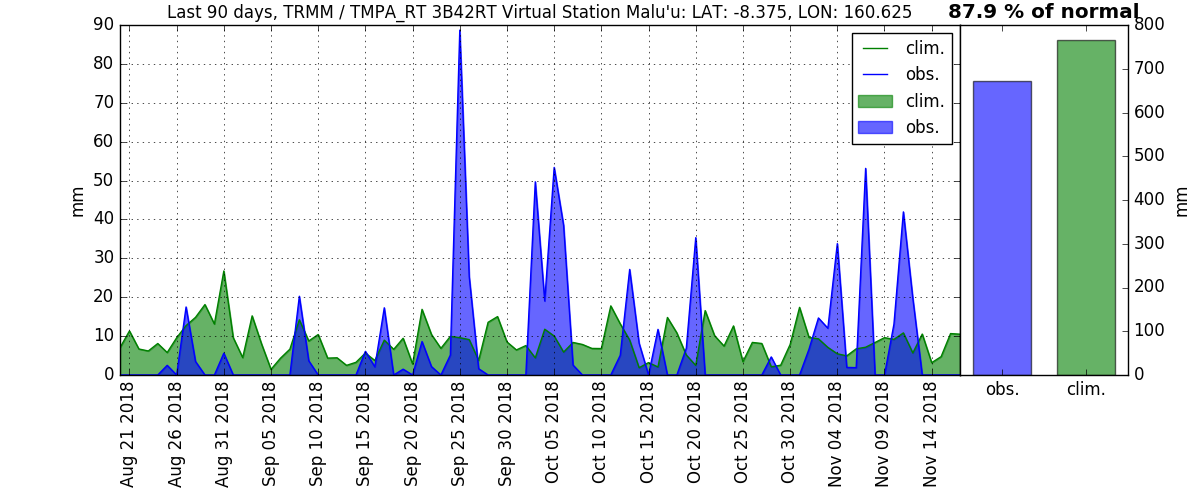 Last 90 days, TRMM / TMPA_RT 3B42RT Virtual Station Malu'u: LAT: -8.375, LON: 160.625
87.9 % of normal
90
80
70
60
50
40
30
20
10
0
mm
clim.
obs.
clim.
obs.
Aug 21 2018
Aug 26 2018
Aug 31 2018
Sep 05 2018
Sep 10 2018
Sep 15 2018
Sep 20 2018
Sep 25 2018
Sep 30 2018
Oct 05 2018
Oct 10 2018
Oct 15 2018
Oct 20 2018
Oct 25 2018
Oct 30 2018
Nov 04 2018
Nov 09 2018
Nov 14 2018
800
700
600
500
400
300
200
100
0
mm
obs.
clim.